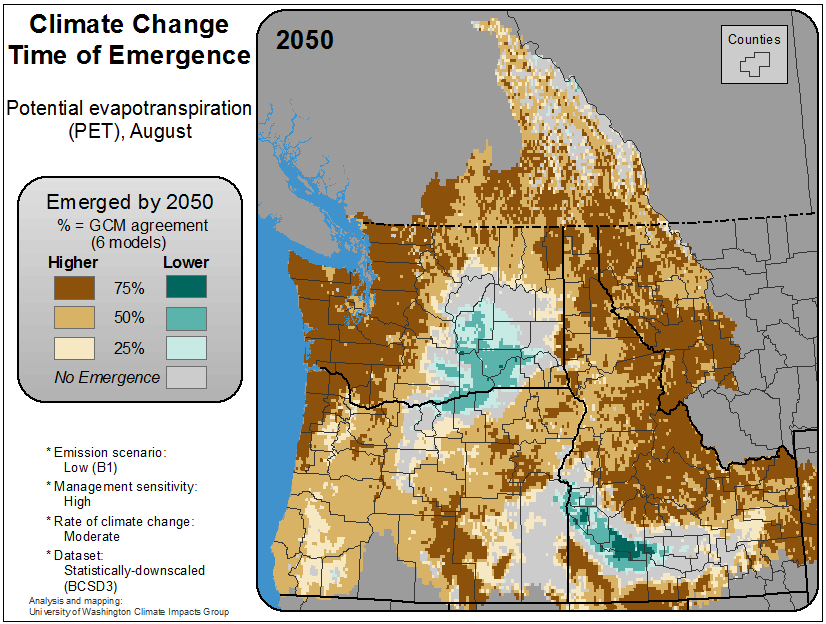 Climate Change
Time of Emergence
Potential evapotranspiration
(PET), August
Emerged by 2050
% = GCM agreement
(6 models)
Higher Lower
75%
50%
25%
No Emergence
* Emission scenario:
Low (B1)
* Management sensitivity:
High
* Rate of climate change:
Moderate
* Dataset:
Statistically-downscaled
(BCSD3)
Analysis and mapping:
University of Washington Climate Impacts Group
2050
Counties